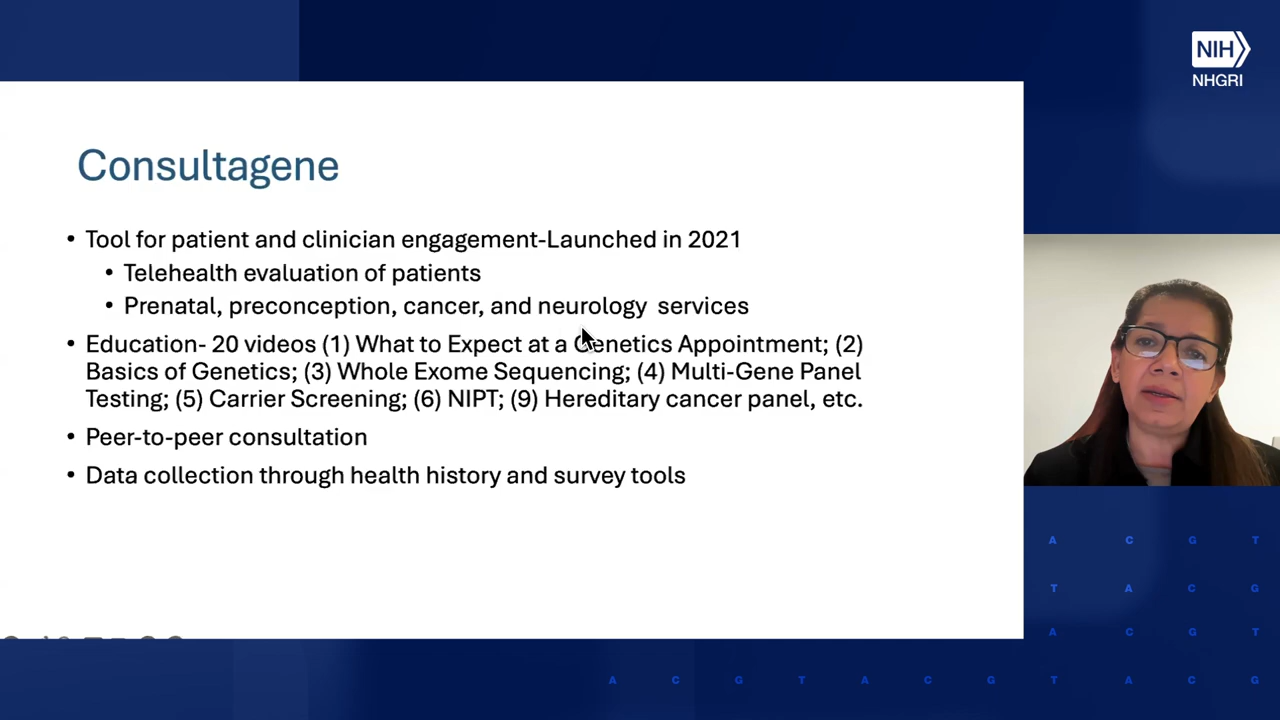 NIH
NHGRI
Consultagene
• Tool for patient and clinician engagement-Launched in 2021
• Telehealth evaluation of patients
• Prenatal, preconception, cancer, and neurology services
• Education- 20 videos (1) What to Expect at a Genetics Appointment; (2)
Basics of Genetics; (3) Whole Exome Sequencing; (4) Multi-Gene Panel
Testing; (5) Carrier Screening; (6) NIPT; (9) Hereditary cancer panel, etc.
• Peer-to-peer consultation
• Data collection through health history and survey tools
A C G T
T A C G
A C G T
A C G T A C G T A C G